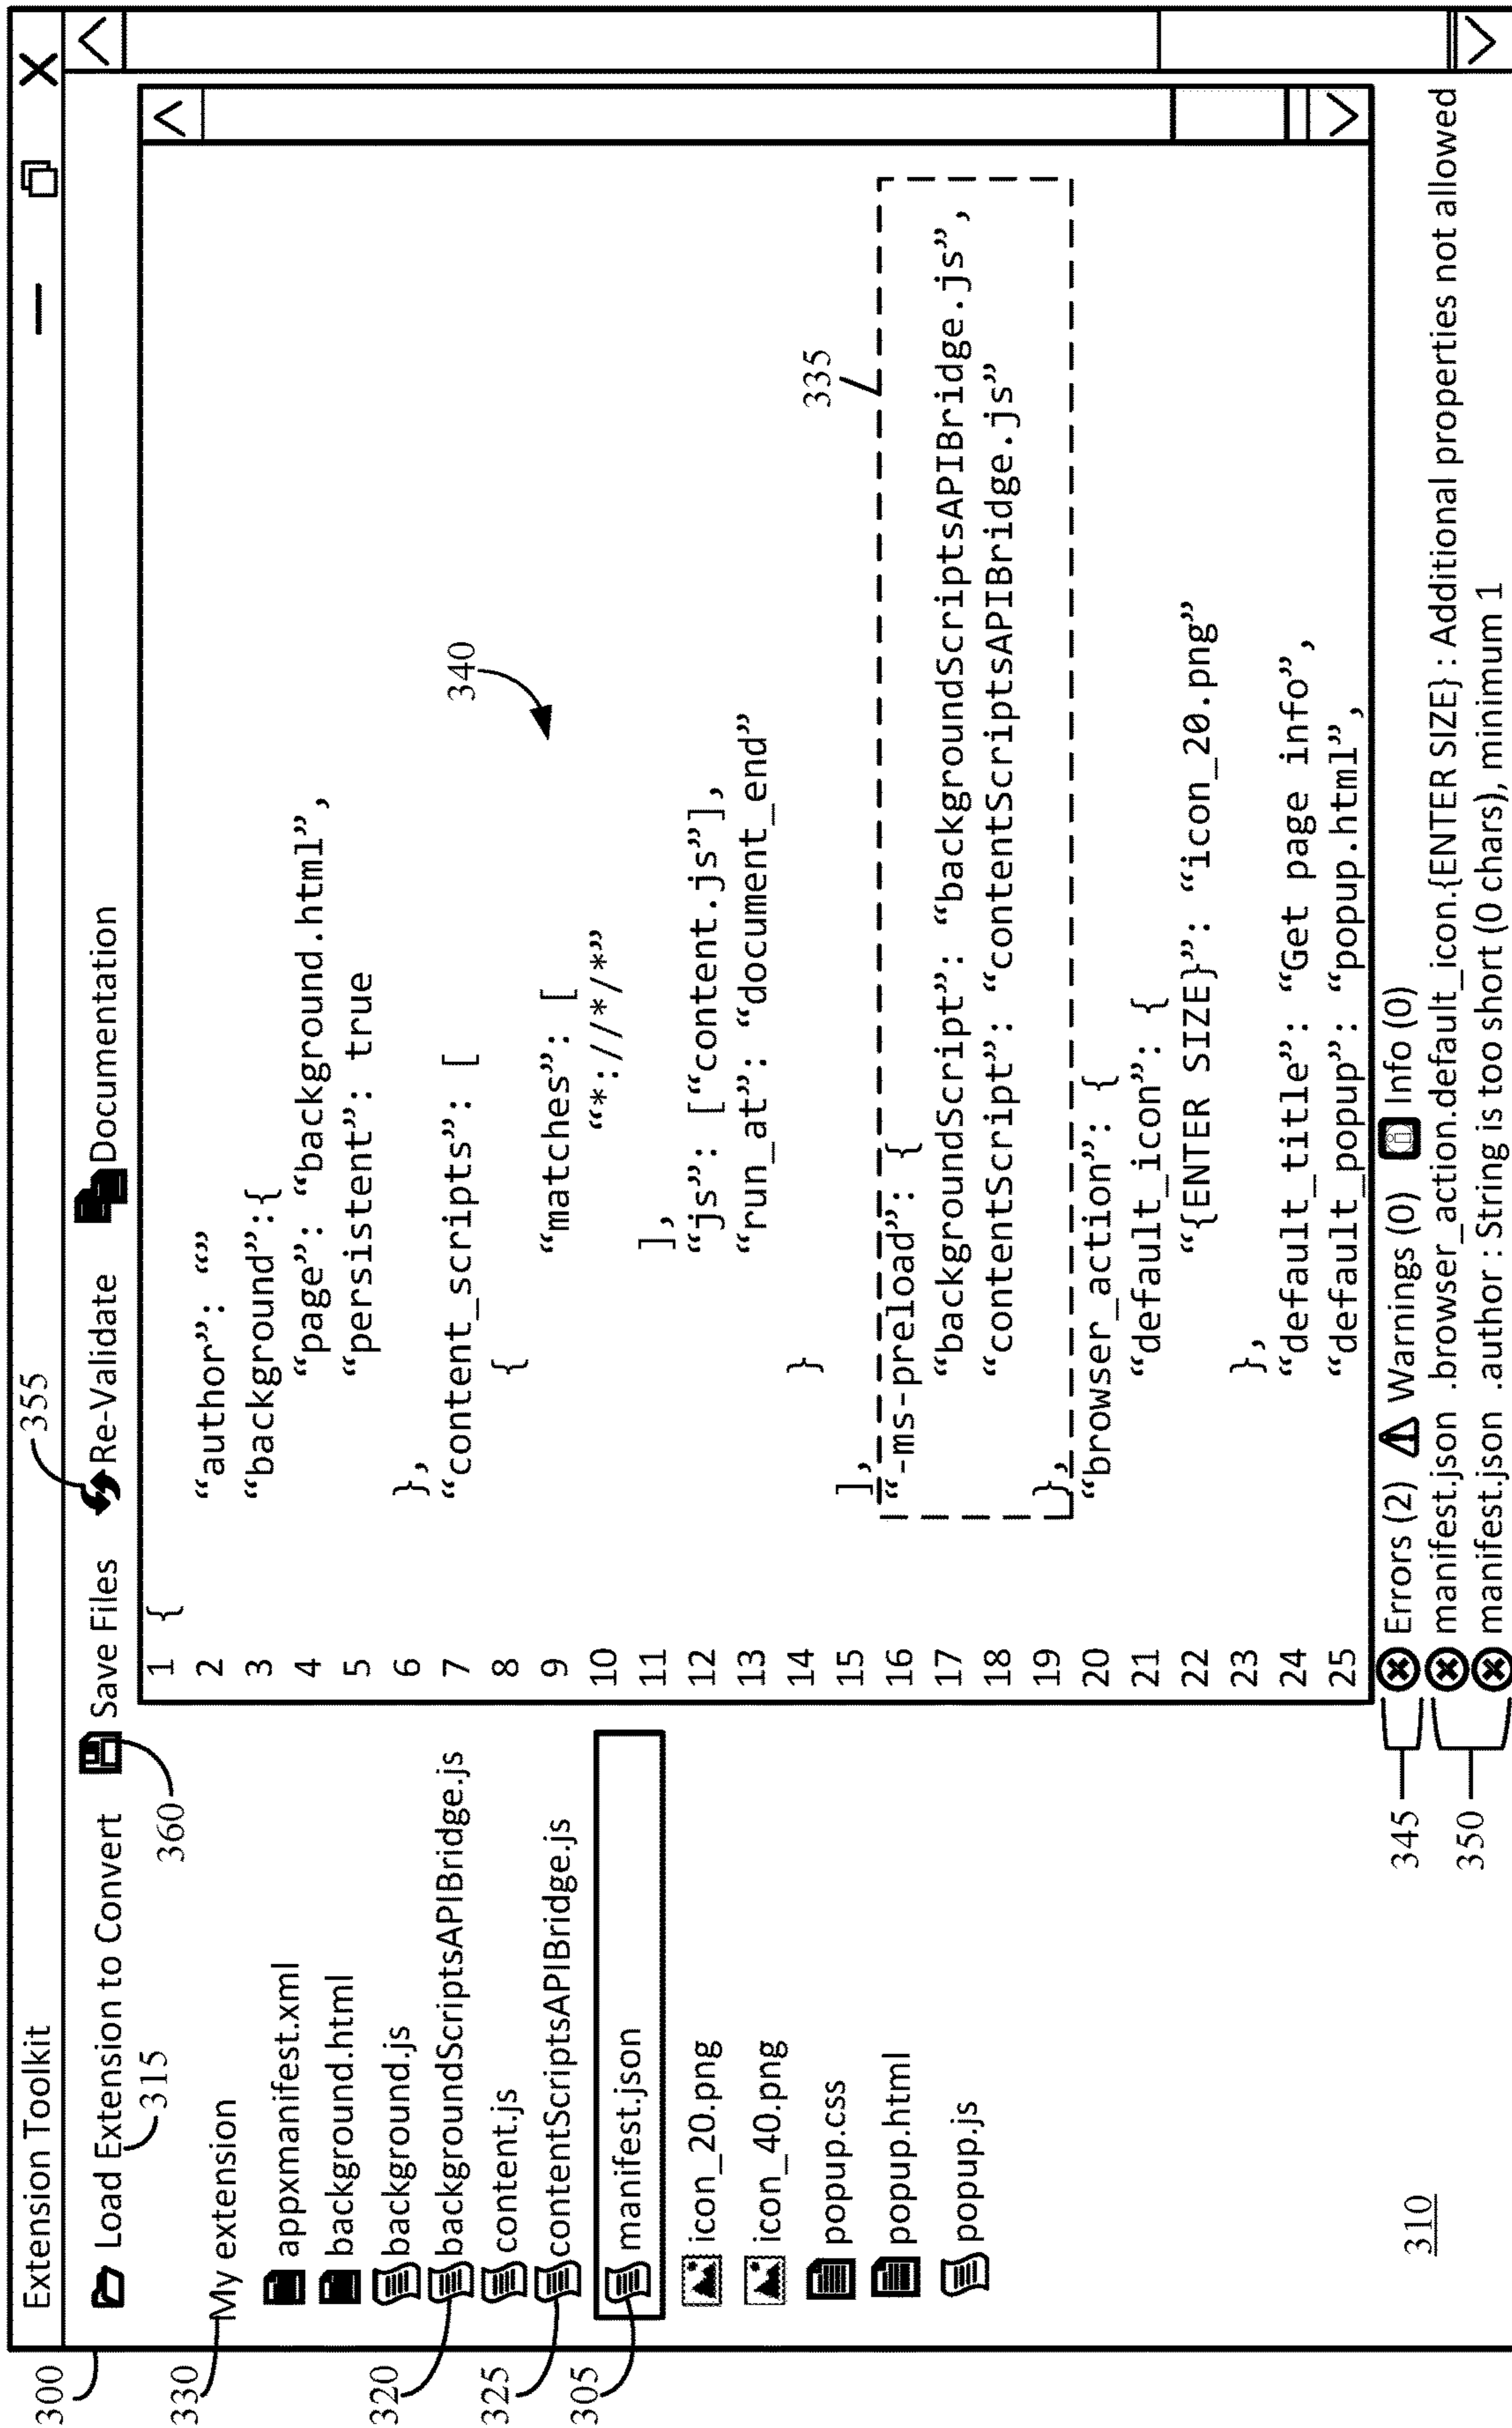 300
Extension Toolkit
Load Extension to Convert Save Files Re-Validate Documentation
315
360
355
330
My extension
appxmanifest.xml
background.html
background.js
320
backgroundScriptsAPIBridge.js
content.js
325
contentScriptsAPIBridge.js
305
manifest.json
icon_20.png
icon_40.png
popup.css
popup.html
popup.js
310
1 {
2 “author”: “”
3 “background”:{
4 “page”: “background.html”,
5 “persistent”: true
6 },
7 “content_scripts”: [
8 {
9 “matches”: [
10 “*://*/*”
11 ],
12 “js”: [“content.js”],
13 “run_at”: “document_end”
14 }
15 ],
16 “-ms-preload”: {
17 “backgroundScript”: “backgroundScriptsAPIBridge.js”,
18 “contentScript”: “contentScriptsAPIBridge.js”
19 },
20 “browser_action”: {
21 “default_icon”: {
22 “{ENTER SIZE}”: “icon_20.png”
23 },
24 “default_title”: “Get page info”,
25 “default_popup”: “popup.html”,
340
335
345
Errors (2) Warnings (0) Info (0)
350
manifest.json .browser_action.default_icon.{ENTER SIZE} : Additional properties not allowed
manifest.json .author : String is too short (0 chars), minimum 1